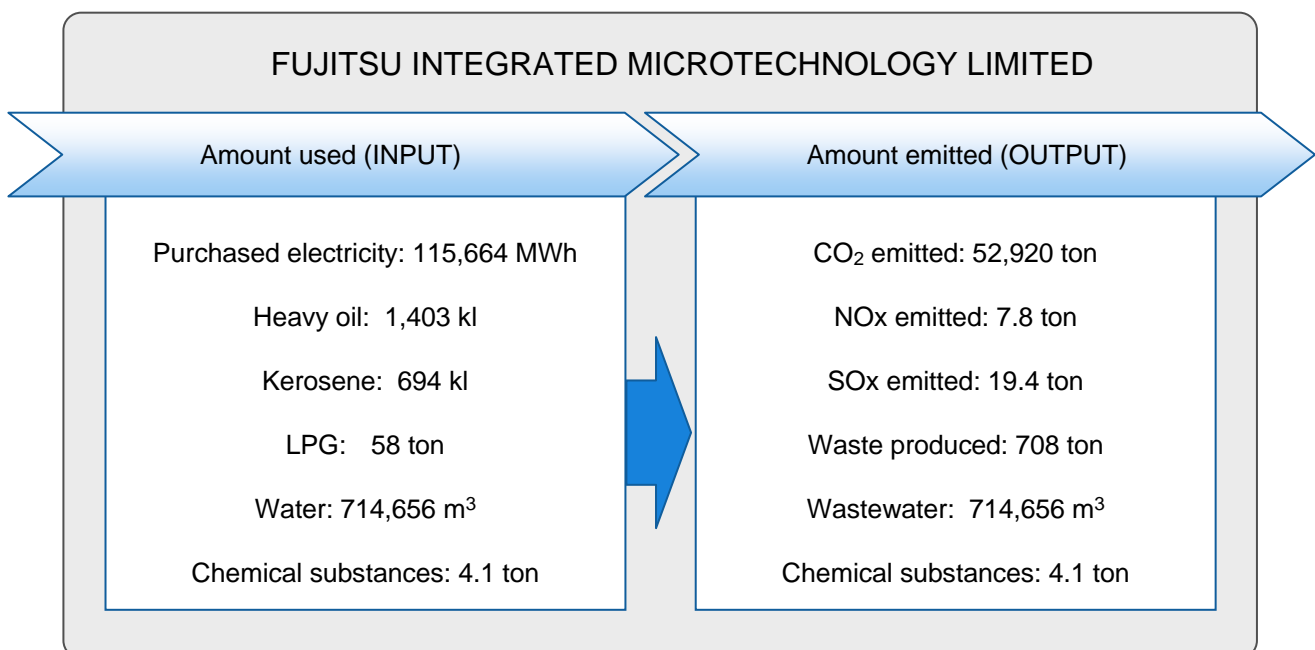 FUJITSU INTEGRATED MICROTECHNOLOGY LIMITED
Amount used (INPUT)
Purchased electricity: 115,664 MWh
Heavy oil:  1,403 kl
Kerosene:  694 kl
LPG:   58 ton
Water: 714,656 m³
Chemical substances: 4.1 ton
Amount emitted (OUTPUT)
CO₂ emitted: 52,920 ton
NOx emitted: 7.8 ton
SOx emitted: 19.4 ton
Waste produced: 708 ton
Wastewater:  714,656 m³
Chemical substances: 4.1 ton